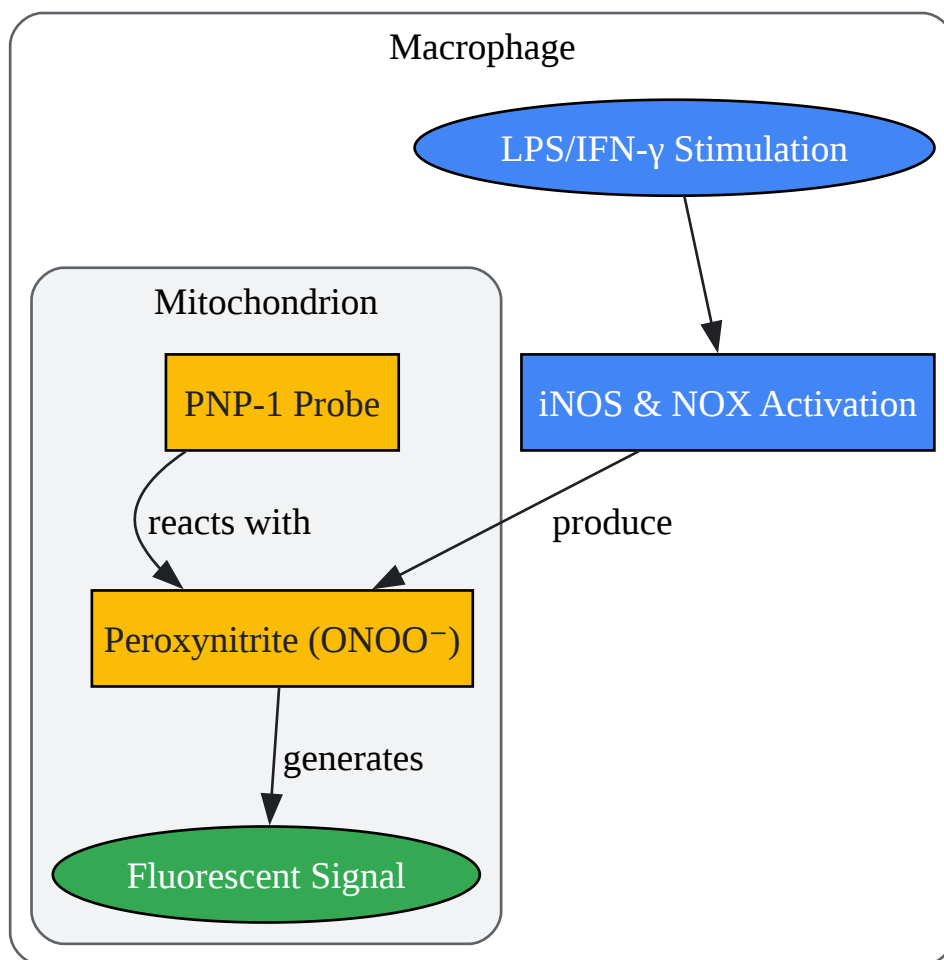 Macrophage
LPS/IFN-γ Stimulation
Mitochondrion
PNP-1 Probe
iNOS & NOX Activation
reacts with
produce
Peroxynitrite (ONOO⁻)
generates
Fluorescent Signal